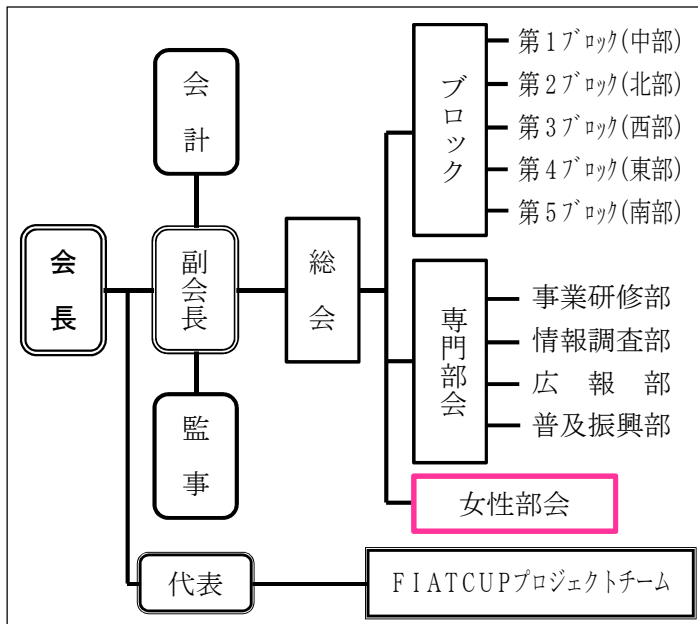 会長
会計
副会長
監事
総会
ブロック
第1ブロック(中部)
第2ブロック(北部)
第3ブロック(西部)
第4ブロック(東部)
第5ブロック(南部)
専門部会
事業研修部
情報調査部
広　報　部
普及振興部
女性部会
代表
ＦＩＡＴＣＵＰプロジェクトチーム